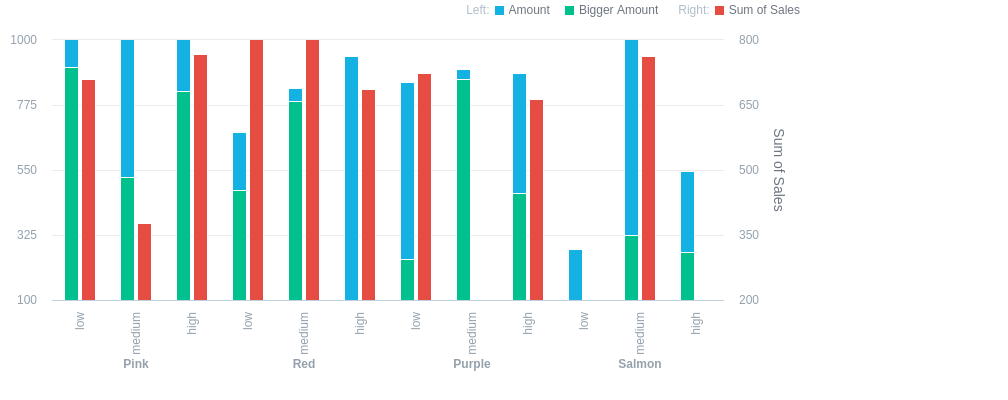 Left: Amount Bigger Amount Right: Sum of Sales
1000 800
775 650
550 500
325 350
100 200
Sum of Sales
low medium high low medium high low medium high low medium high
Pink Red Purple Salmon